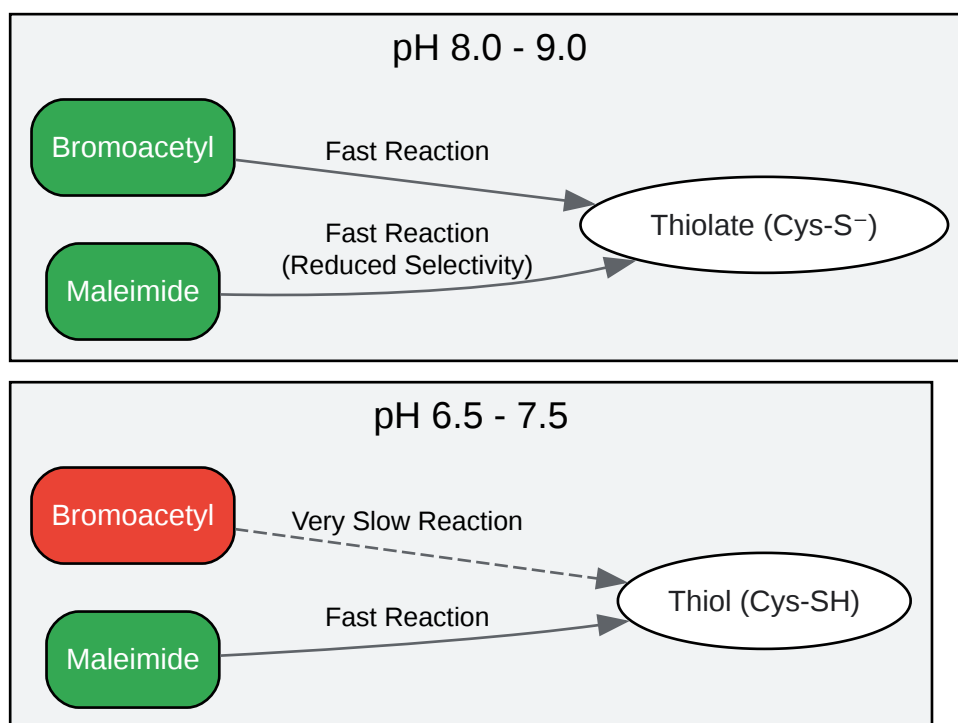 pH 8.0 - 9.0
Bromoacetyl
Fast Reaction
Thiolate (Cys-S⁻)
Fast Reaction
(Reduced Selectivity)
Maleimide
pH 6.5 - 7.5
Bromoacetyl
Very Slow Reaction
Thiol (Cys-SH)
Fast Reaction
Maleimide